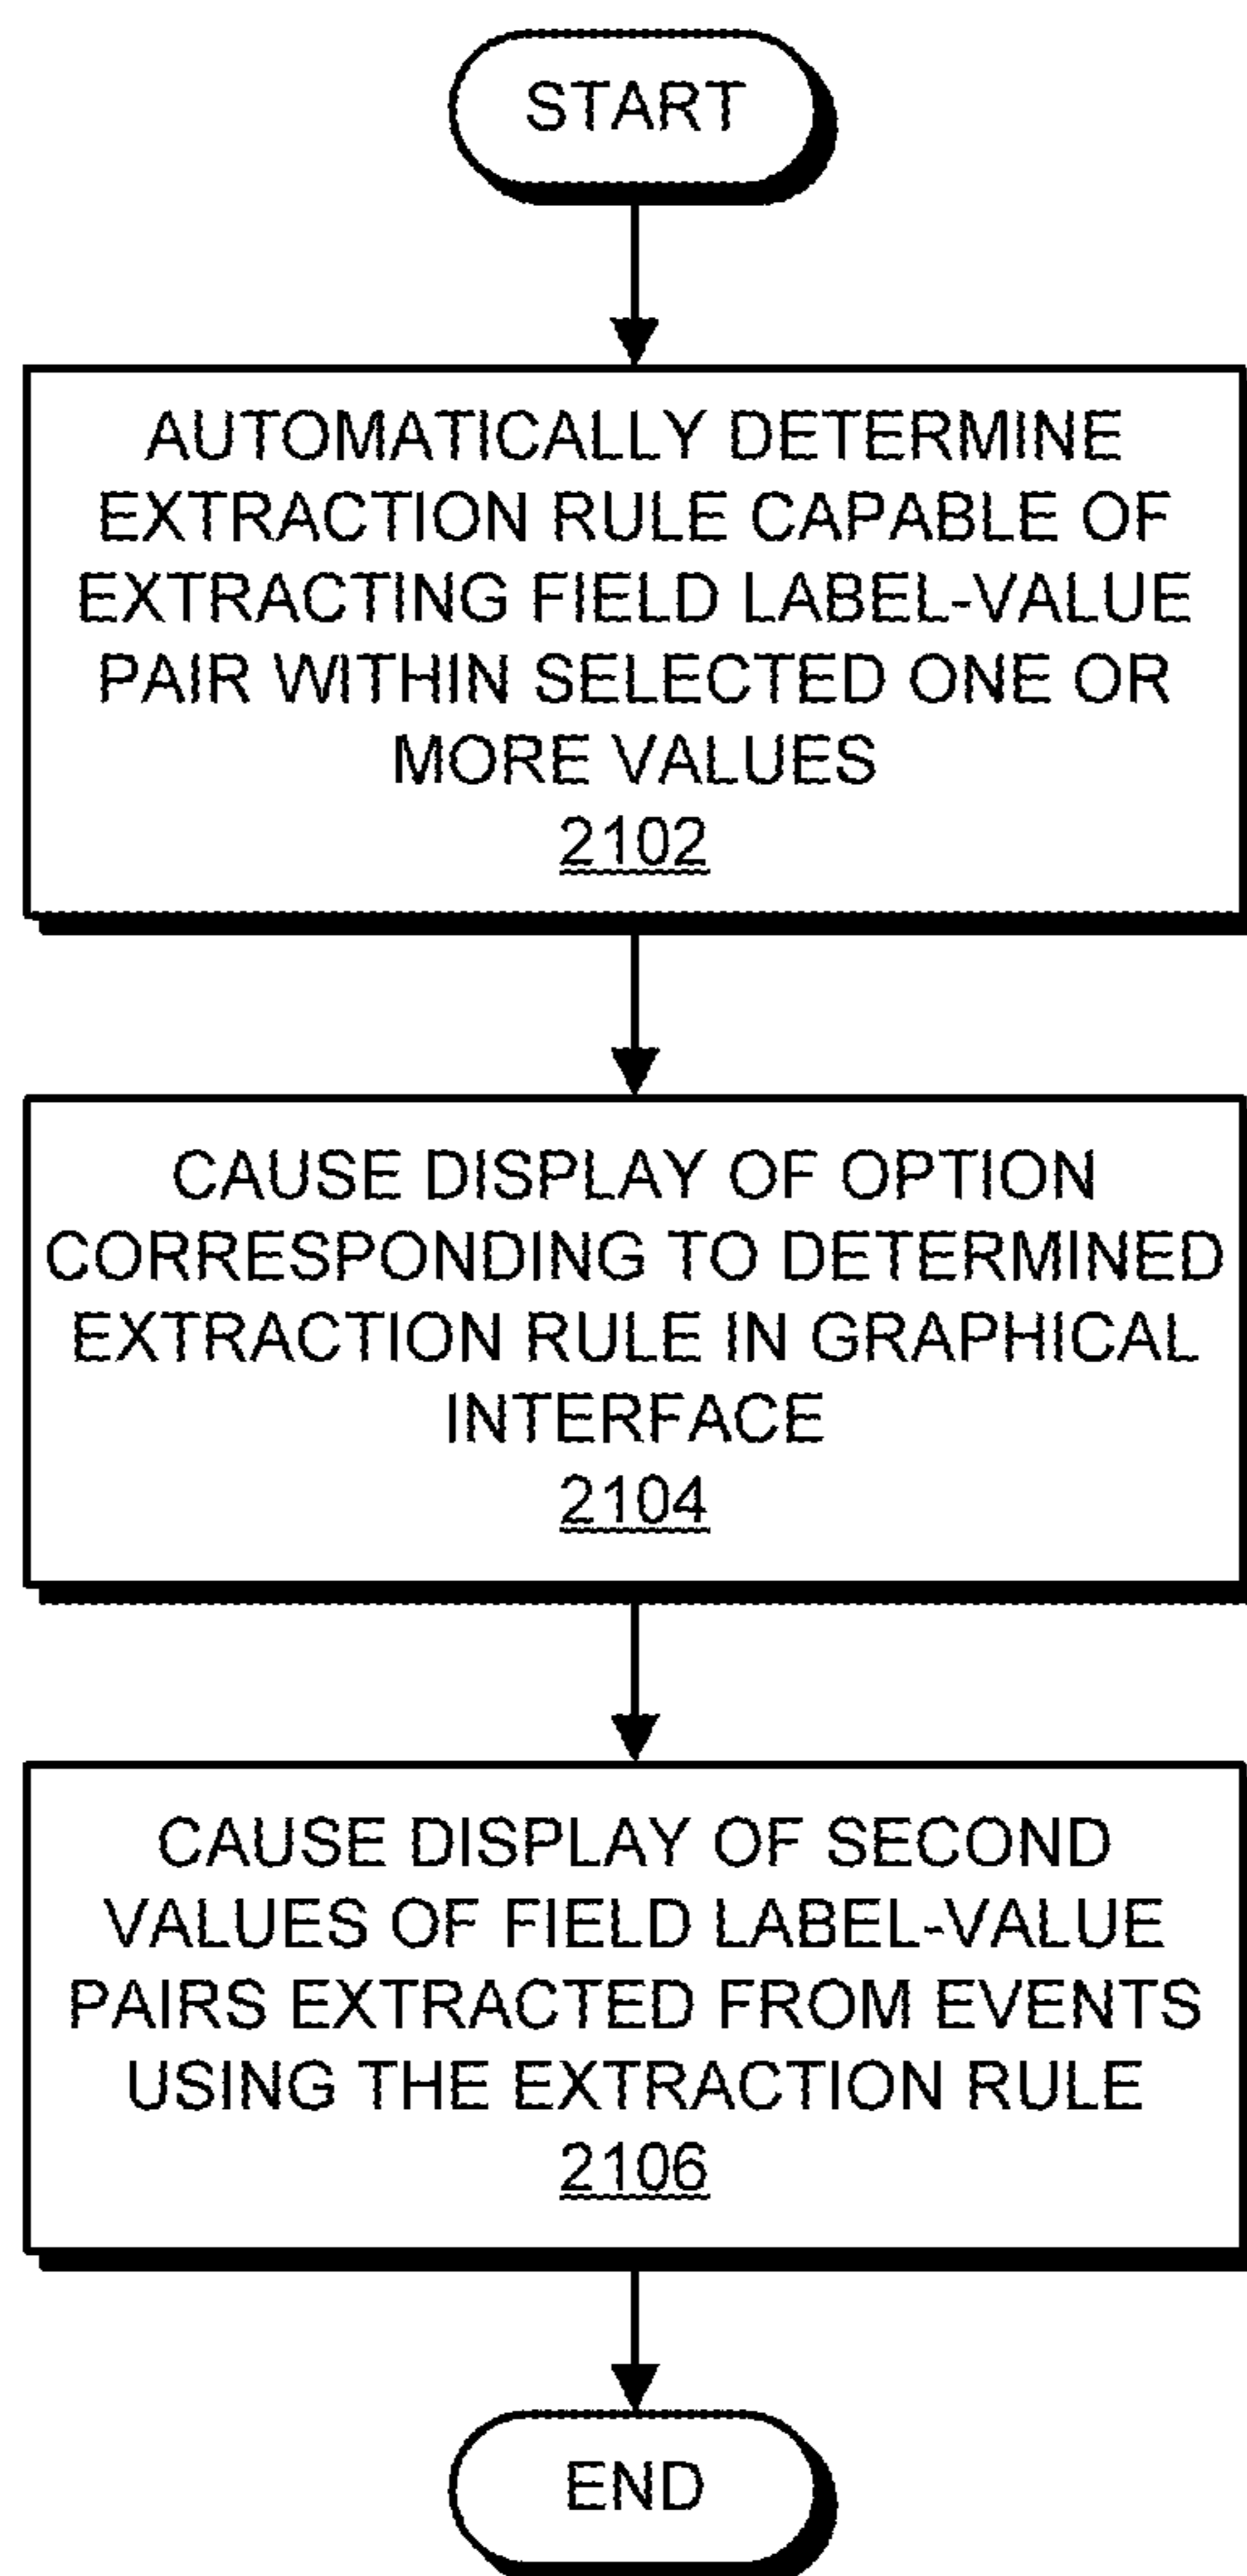 START
AUTOMATICALLY DETERMINE
EXTRACTION RULE CAPABLE OF
EXTRACTING FIELD LABEL-VALUE
PAIR WITHIN SELECTED ONE OR
MORE VALUES
2102
CAUSE DISPLAY OF OPTION
CORRESPONDING TO DETERMINED
EXTRACTION RULE IN GRAPHICAL
INTERFACE
2104
CAUSE DISPLAY OF SECOND
VALUES OF FIELD LABEL-VALUE
PAIRS EXTRACTED FROM EVENTS
USING THE EXTRACTION RULE
2106
END